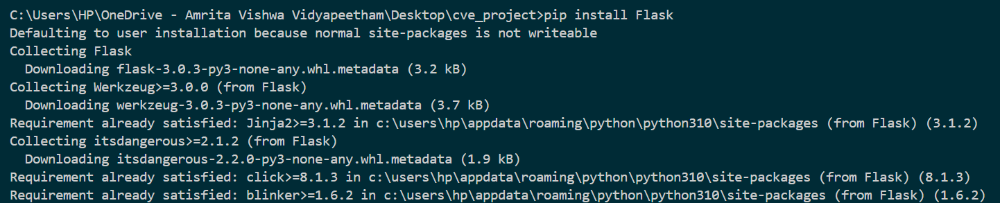 C:\Users\HP\OneDrive - Amrita Vishwa Vidyapeetham\Desktop\cve_project>pip install Flask
Defaulting to user installation because normal site-packages is not writeable
Collecting Flask
  Downloading flask-3.0.3-py3-none-any.whl.metadata (3.2 kB)
Collecting Werkzeug>=3.0.0 (from Flask)
  Downloading werkzeug-3.0.3-py3-none-any.whl.metadata (3.7 kB)
Requirement already satisfied: Jinja2>=3.1.2 in c:\users\hp\appdata\roaming\python\python310\site-packages (from Flask) (3.1.2)
Collecting itsdangerous>=2.1.2 (from Flask)
  Downloading itsdangerous-2.2.0-py3-none-any.whl.metadata (1.9 kB)
Requirement already satisfied: click>=8.1.3 in c:\users\hp\appdata\roaming\python\python310\site-packages (from Flask) (8.1.3)
Requirement already satisfied: blinker>=1.6.2 in c:\users\hp\appdata\roaming\python\python310\site-packages (from Flask) (1.6.2)